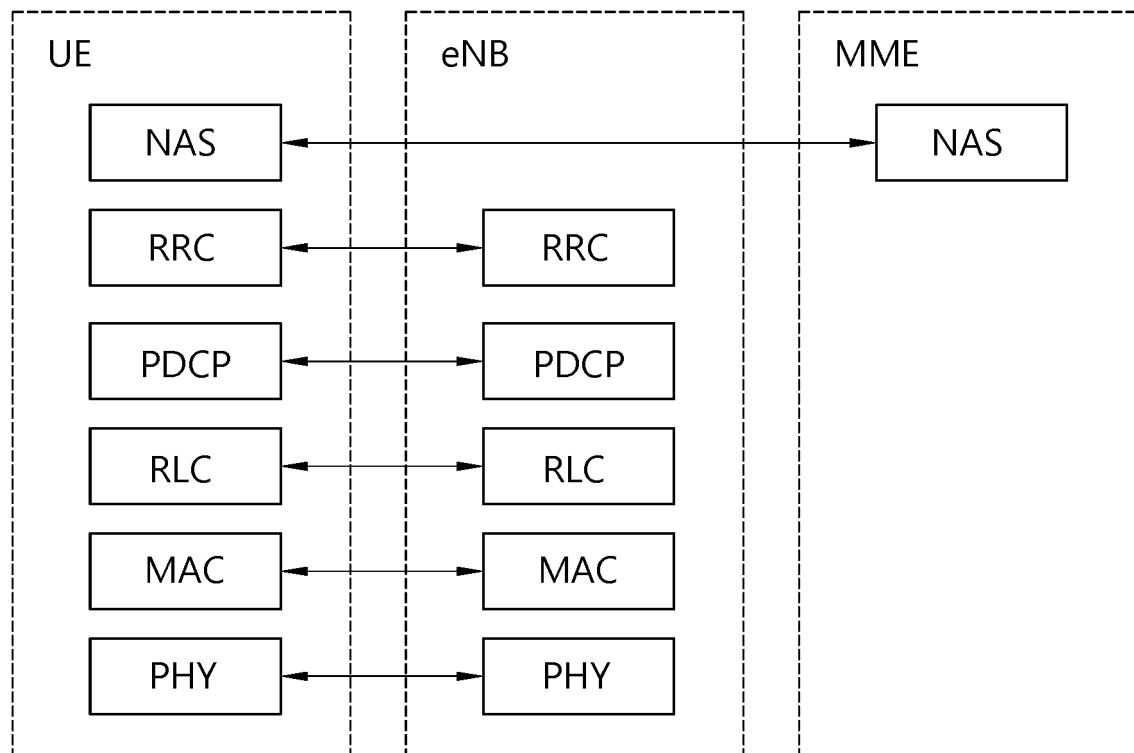 UE
eNB
MME
NAS
NAS
RRC
RRC
PDCP
PDCP
RLC
RLC
MAC
MAC
PHY
PHY